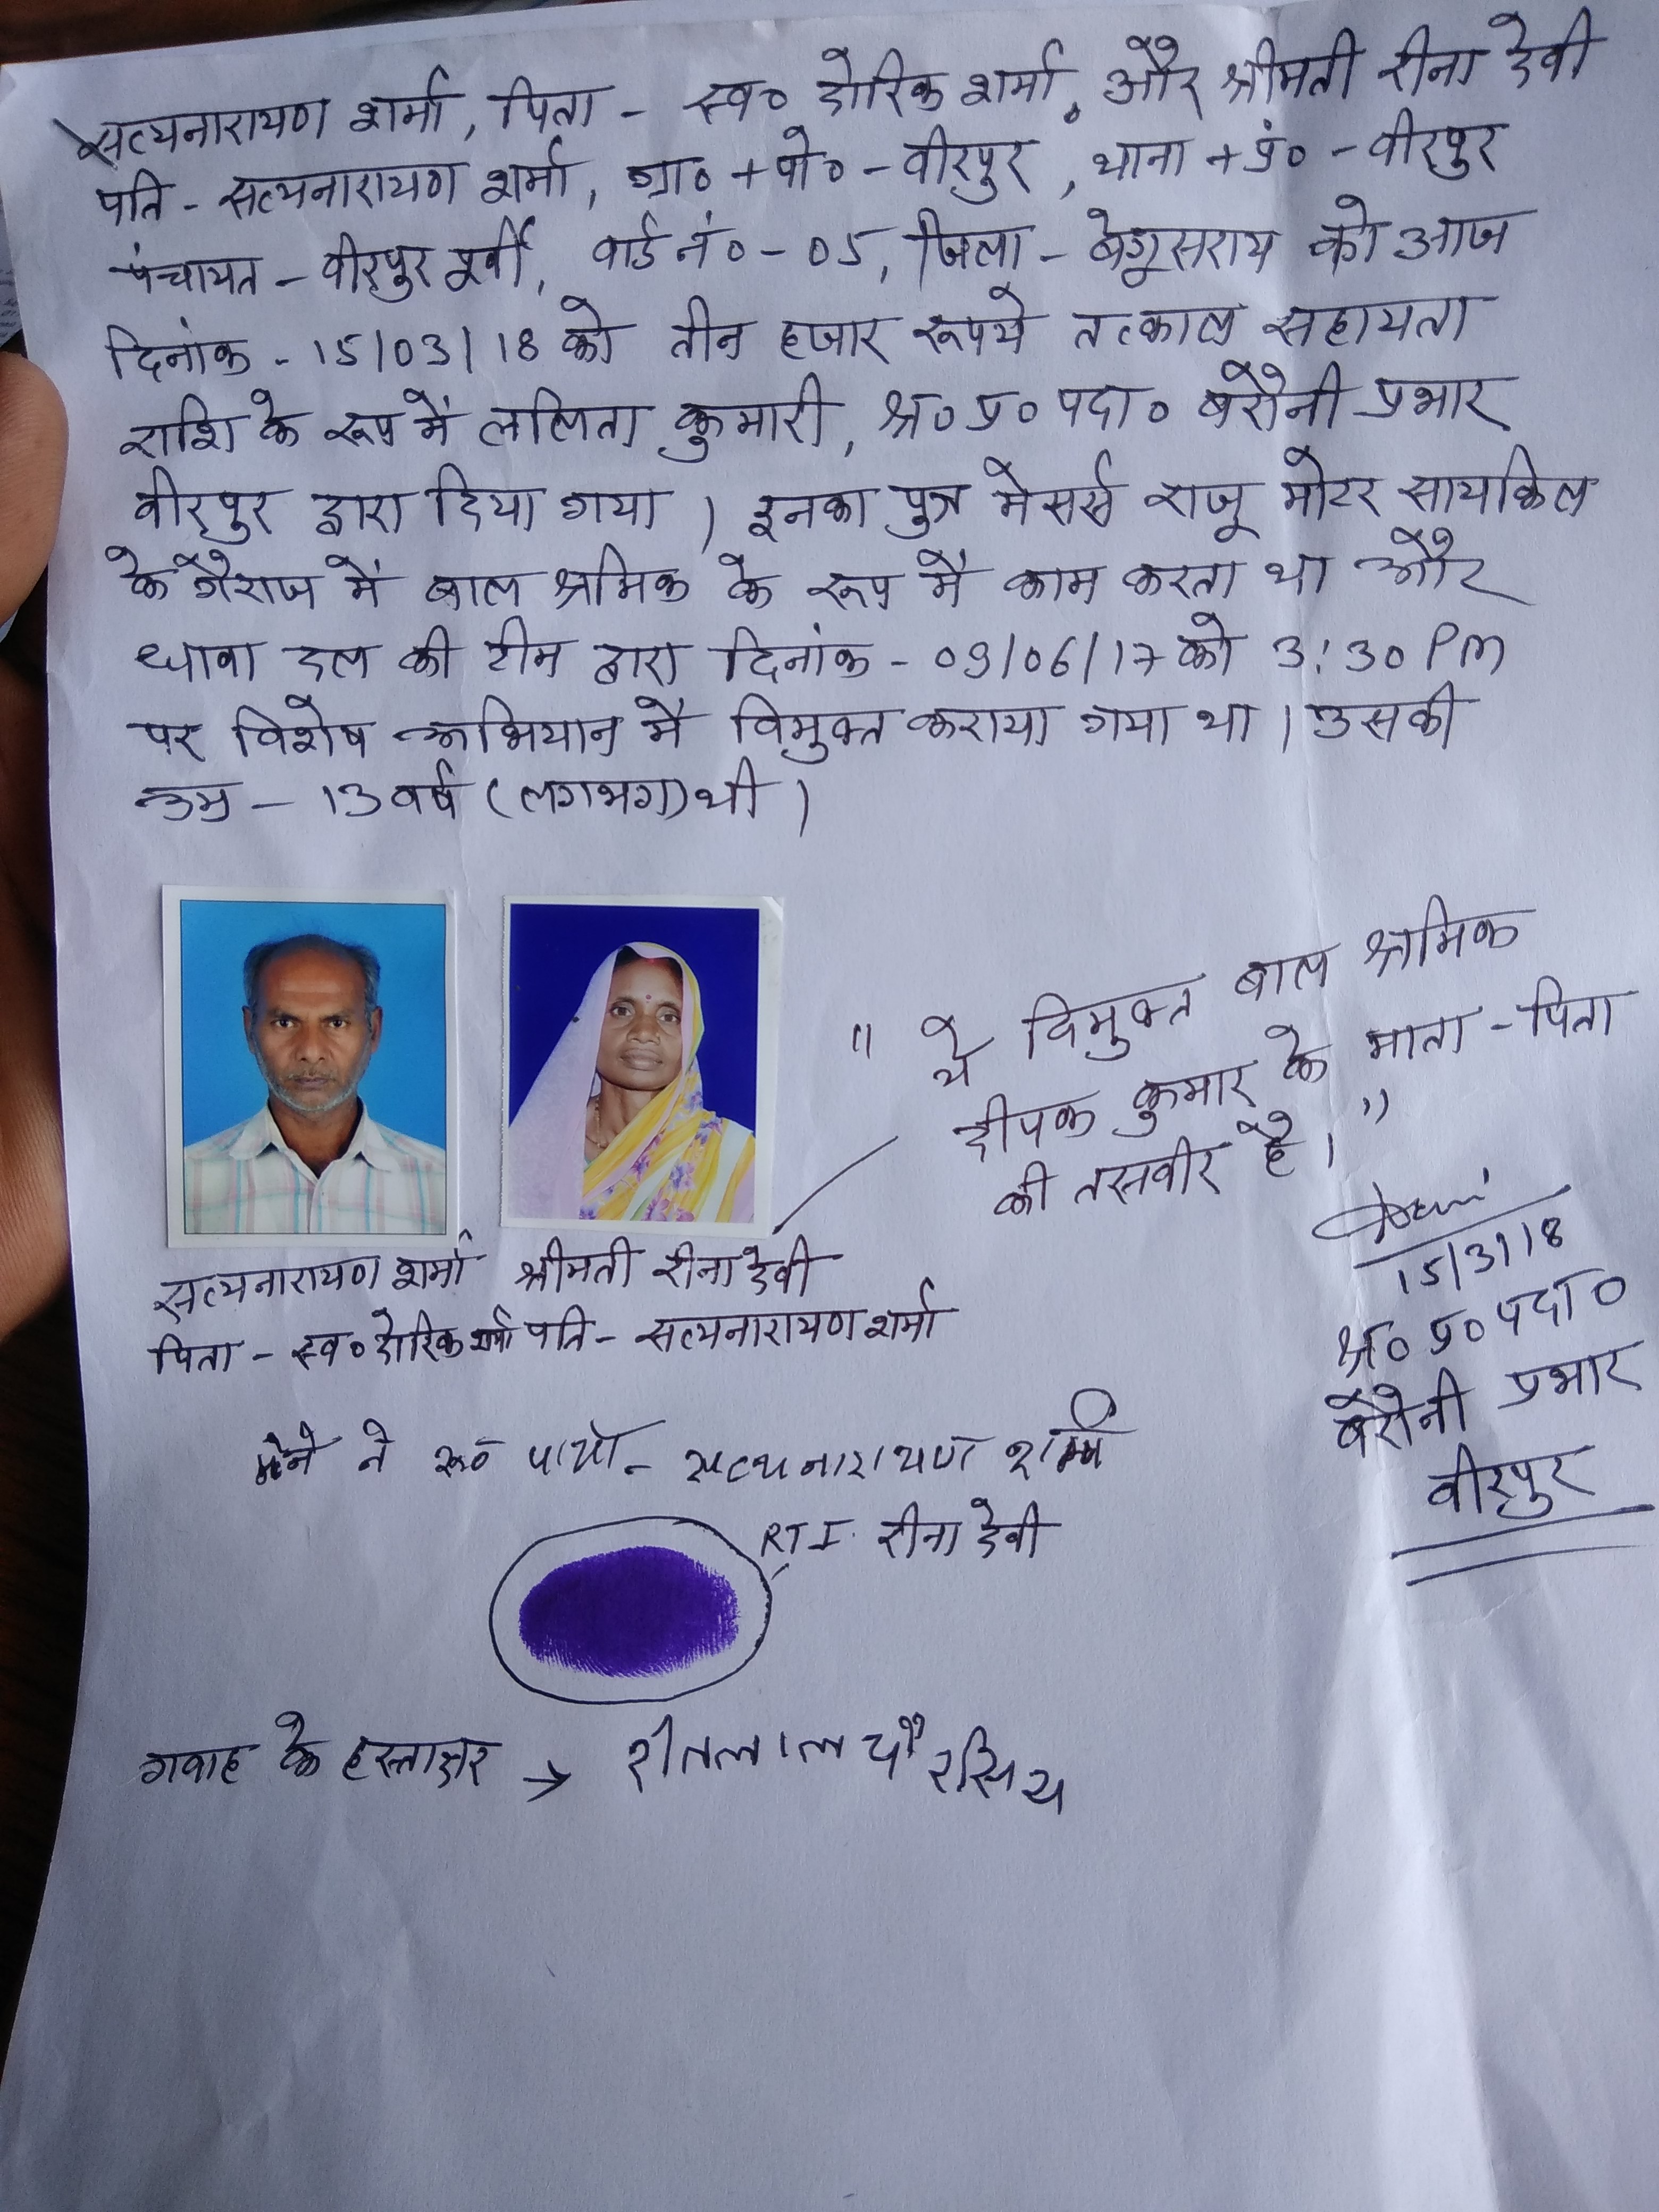 सत्यनारायण शर्मा, पिता - स्व० होरिक शर्मा, और श्रीमती रीना देवी
पति - सत्यनारायण शर्मा, ग्रा० + पो० - वीरपुर, थाना + प्रं० - वीरपुर
पंचायत - वीरपुर पूर्वी, वार्ड नं० - 05, जिला - बेगूसराय को आज
दिनांक - 15/03/18 को तीन हजार रूपये तत्काल सहायता
राशि के रूप में ललिता कुमारी, श्र० प्र० पदा० बरौनी प्रभार
वीरपुर द्वारा दिया गया । इनका पुत्र मेसर्स राजू मोटर सायकिल
के गैराज में बाल श्रमिक के रूप में काम करता था और
धावा दल की टीम द्वारा दिनांक - 09/06/17 को 3:30 PM
पर विशेष अभियान में विमुक्त कराया गया था । उसकी
उम्र - 13 वर्ष (लगभग) थी ।
" ये विमुक्त बाल श्रमिक
दीपक कुमार के माता - पिता
की तसवीर है । "
15/3/18
श्र० प्र० पदा०
बरौनी प्रभार
वीरपुर
सत्यनारायण शर्मा श्रीमती रीना देवी
पिता - स्व० होरिक शर्मा पति - सत्यनारायण शर्मा
ने रू० पायो - सत्यनारायण शर्मा
RTI रीना देवी
गवाह के हस्ताक्षर → शीतलाल चौरसिय